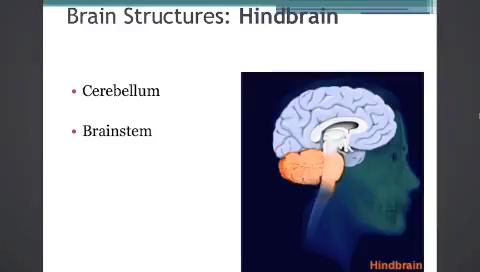 Brain Structures: Hindbrain
• Cerebellum
• Brainstem
Hindbrain